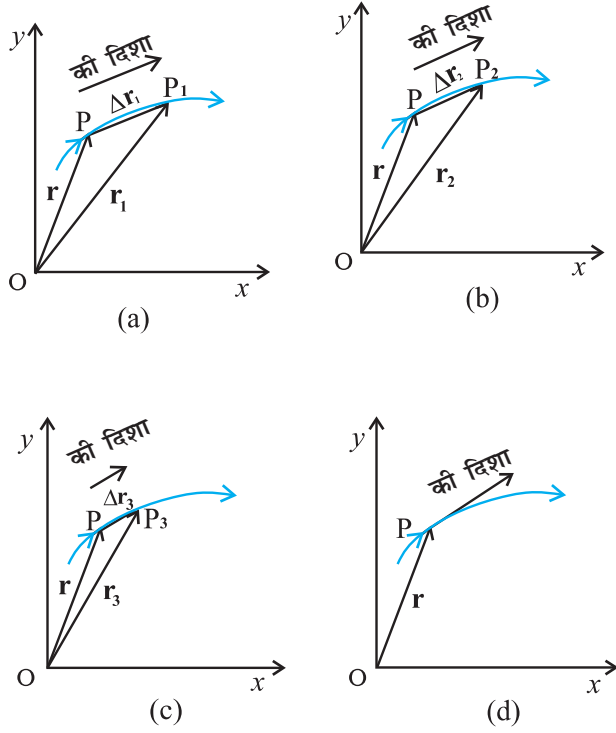 y
की दिशा
Δr₁
P
P₁
r
r₁
O
x
(a)
y
की दिशा
Δr₂
P
P₂
r
r₂
O
x
(b)
y
की दिशा
Δr₃
P
P₃
r
r₃
O
x
(c)
y
की दिशा
P
r
O
x
(d)